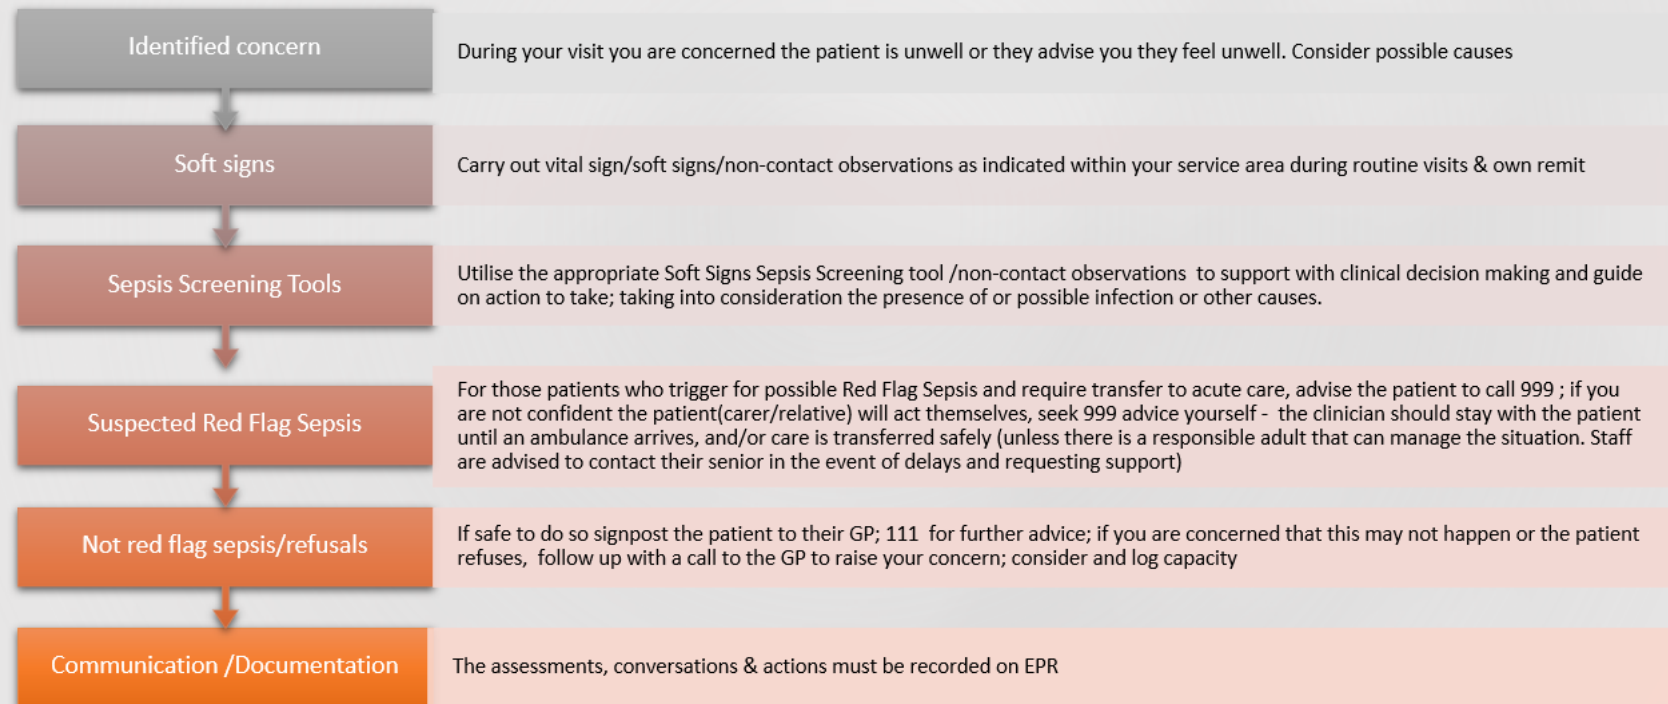 Identified concern
During your visit you are concerned the patient is unwell or they advise you they feel unwell. Consider possible causes
Soft signs
Carry out vital sign/soft signs/non-contact observations as indicated within your service area during routine visits & own remit
Sepsis Screening Tools
Utilise the appropriate Soft Signs Sepsis Screening tool /non-contact observations  to support with clinical decision making and guide
on action to take; taking into consideration the presence of or possible infection or other causes.
Suspected Red Flag Sepsis
For those patients who trigger for possible Red Flag Sepsis and require transfer to acute care, advise the patient to call 999 ; if you
are not confident the patient(carer/relative) will act themselves, seek 999 advice yourself -  the clinician should stay with the patient
until an ambulance arrives, and/or care is transferred safely (unless there is a responsible adult that can manage the situation. Staff
are advised to contact their senior in the event of delays and requesting support)
Not red flag sepsis/refusals
If safe to do so signpost the patient to their GP; 111  for further advice; if you are concerned that this may not happen or the patient
refuses,  follow up with a call to the GP to raise your concern; consider and log capacity
Communication /Documentation
The assessments, conversations & actions must be recorded on EPR